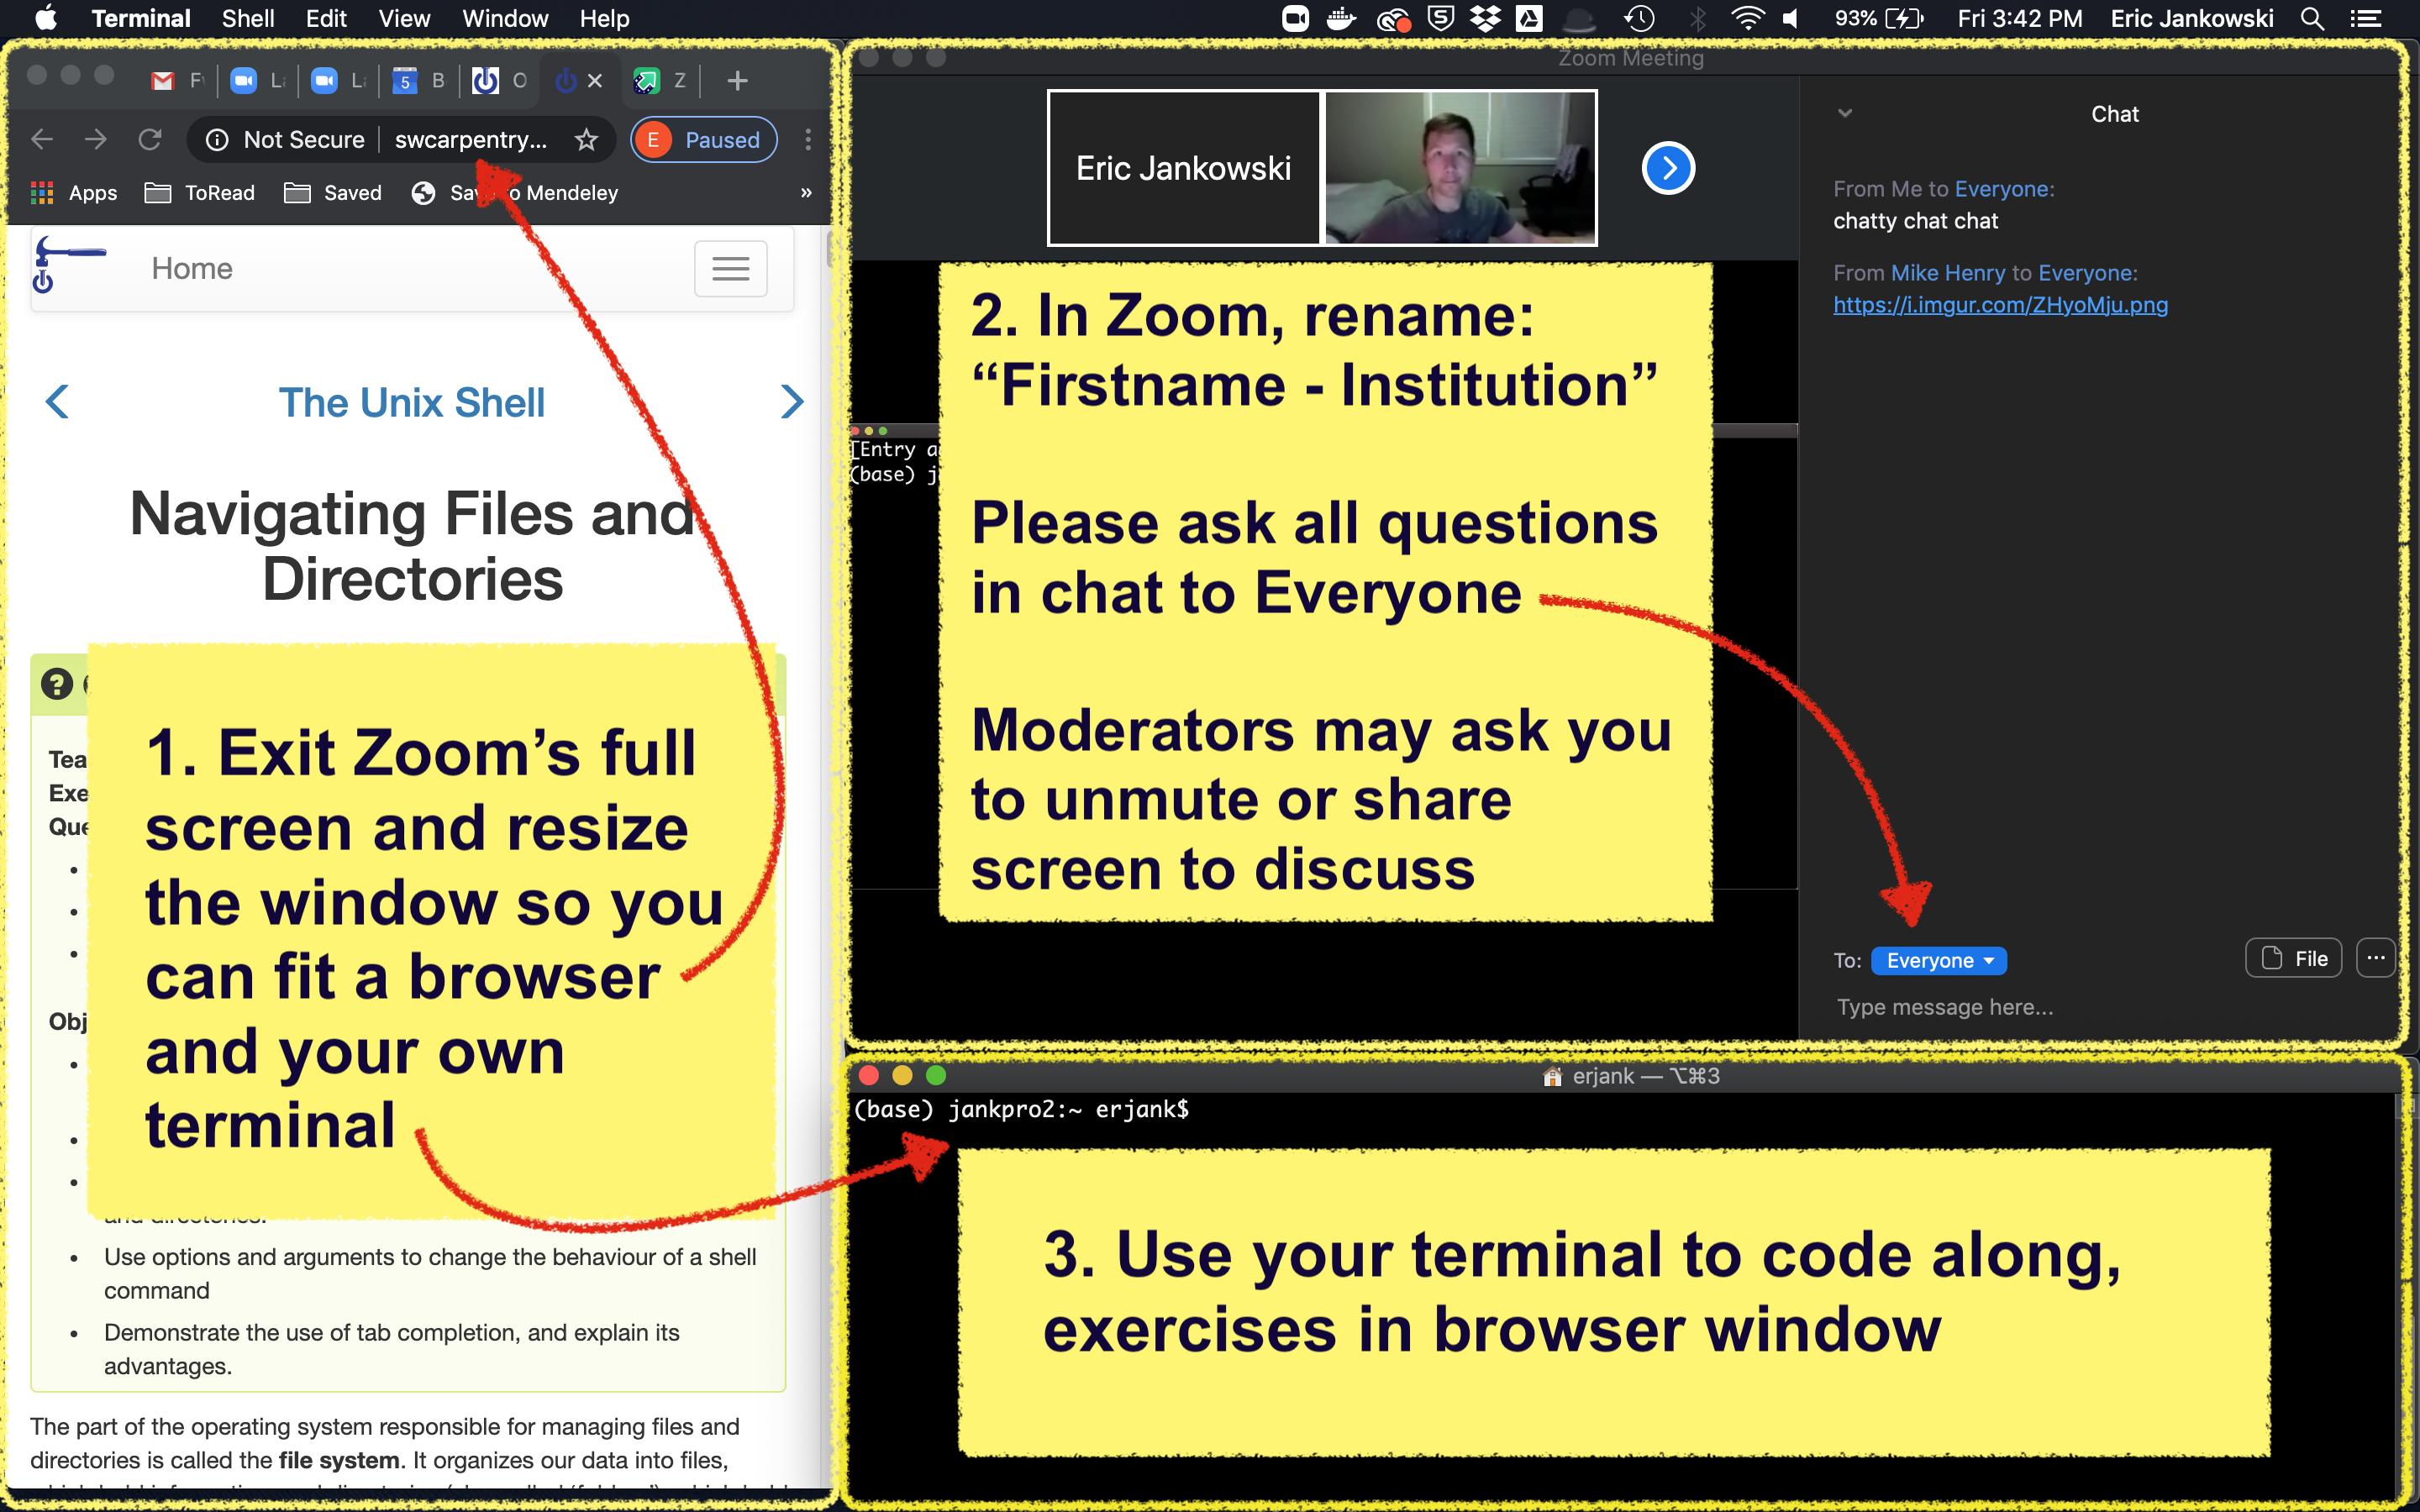 Terminal Shell Edit View Window Help
93% Fri 3:42 PM Eric Jankowski
5 B O Z
Not Secure swcarpentry... E Paused
Apps ToRead Saved Mendeley »
Home
The Unix Shell
Navigating Files and
Directories
1. Exit Zoom’s full
screen and resize
the window so you
can fit a browser
and your own
terminal
• Use options and arguments to change the behaviour of a shell
command
• Demonstrate the use of tab completion, and explain its
advantages.
The part of the operating system responsible for managing files and
directories is called the file system. It organizes our data into files,
Zoom Meeting
Eric Jankowski
[Entry
(base)
2. In Zoom, rename:
“Firstname - Institution”
Please ask all questions
in chat to Everyone
Moderators may ask you
to unmute or share
screen to discuss
Chat
From Me to Everyone:
chatty chat chat
From Mike Henry to Everyone:
https://i.imgur.com/ZHyoMju.png
To: Everyone File ...
Type message here...
erjank — ⌥⌘3
(base) jankpro2:~ erjank$
3. Use your terminal to code along,
exercises in browser window